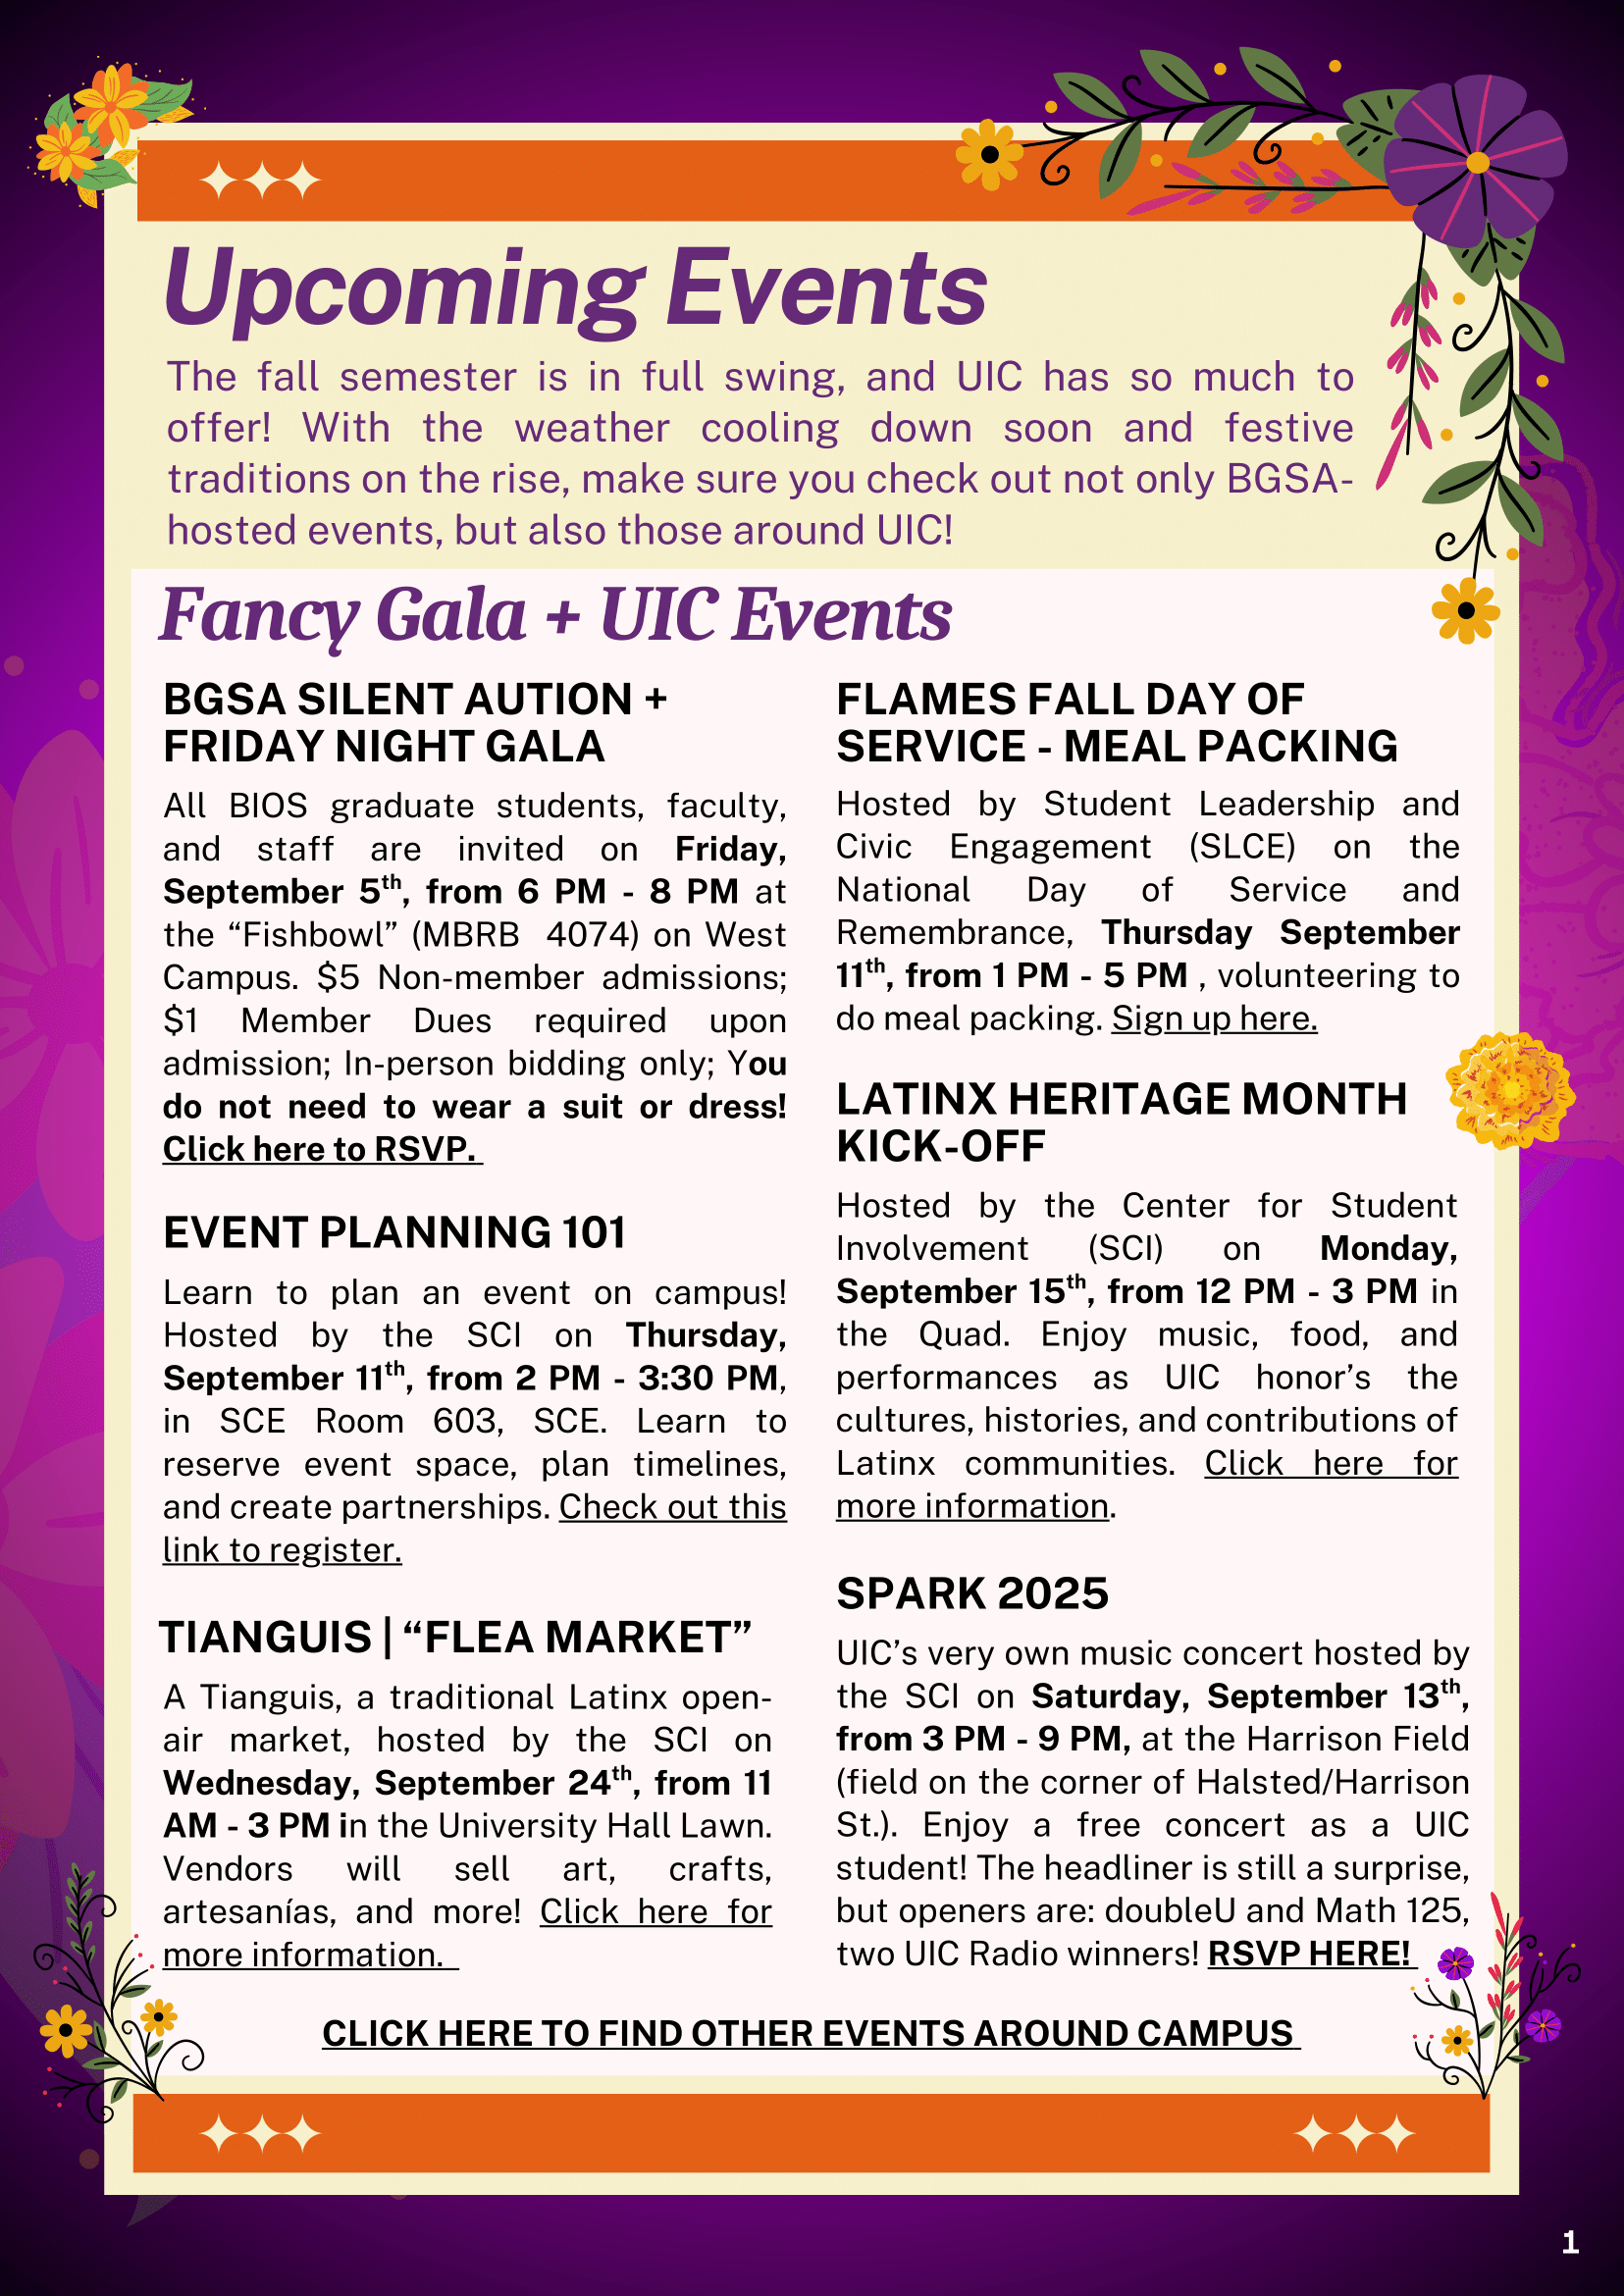 Upcoming Events
The fall semester is in full swing, and UIC has so much to
offer! With the weather cooling down soon and festive
traditions on the rise, make sure you check out not only BGSA-
hosted events, but also those around UIC!
Fancy Gala + UIC Events
BGSA SILENT AUTION +
FRIDAY NIGHT GALA
All BIOS graduate students, faculty,
and staff are invited on Friday,
September 5th, from 6 PM - 8 PM at
the “Fishbowl” (MBRB 4074) on West
Campus. $5 Non-member admissions;
$1 Member Dues required upon
admission; In-person bidding only; You
do not need to wear a suit or dress!
Click here to RSVP.
EVENT PLANNING 101
Learn to plan an event on campus!
Hosted by the SCI on Thursday,
September 11th, from 2 PM - 3:30 PM,
in SCE Room 603, SCE. Learn to
reserve event space, plan timelines,
and create partnerships. Check out this
link to register.
TIANGUIS | “FLEA MARKET”
A Tianguis, a traditional Latinx open-
air market, hosted by the SCI on
Wednesday, September 24th, from 11
AM - 3 PM in the University Hall Lawn.
Vendors will sell art, crafts,
artesanías, and more! Click here for
more information.
FLAMES FALL DAY OF
SERVICE - MEAL PACKING
Hosted by Student Leadership and
Civic Engagement (SLCE) on the
National Day of Service and
Remembrance, Thursday September
11th, from 1 PM - 5 PM , volunteering to
do meal packing. Sign up here.
LATINX HERITAGE MONTH
KICK-OFF
Hosted by the Center for Student
Involvement (SCI) on Monday,
September 15th, from 12 PM - 3 PM in
the Quad. Enjoy music, food, and
performances as UIC honor’s the
cultures, histories, and contributions of
Latinx communities. Click here for
more information.
SPARK 2025
UIC’s very own music concert hosted by
the SCI on Saturday, September 13th,
from 3 PM - 9 PM, at the Harrison Field
(field on the corner of Halsted/Harrison
St.). Enjoy a free concert as a UIC
student! The headliner is still a surprise,
but openers are: doubleU and Math 125,
two UIC Radio winners! RSVP HERE!
CLICK HERE TO FIND OTHER EVENTS AROUND CAMPUS
1